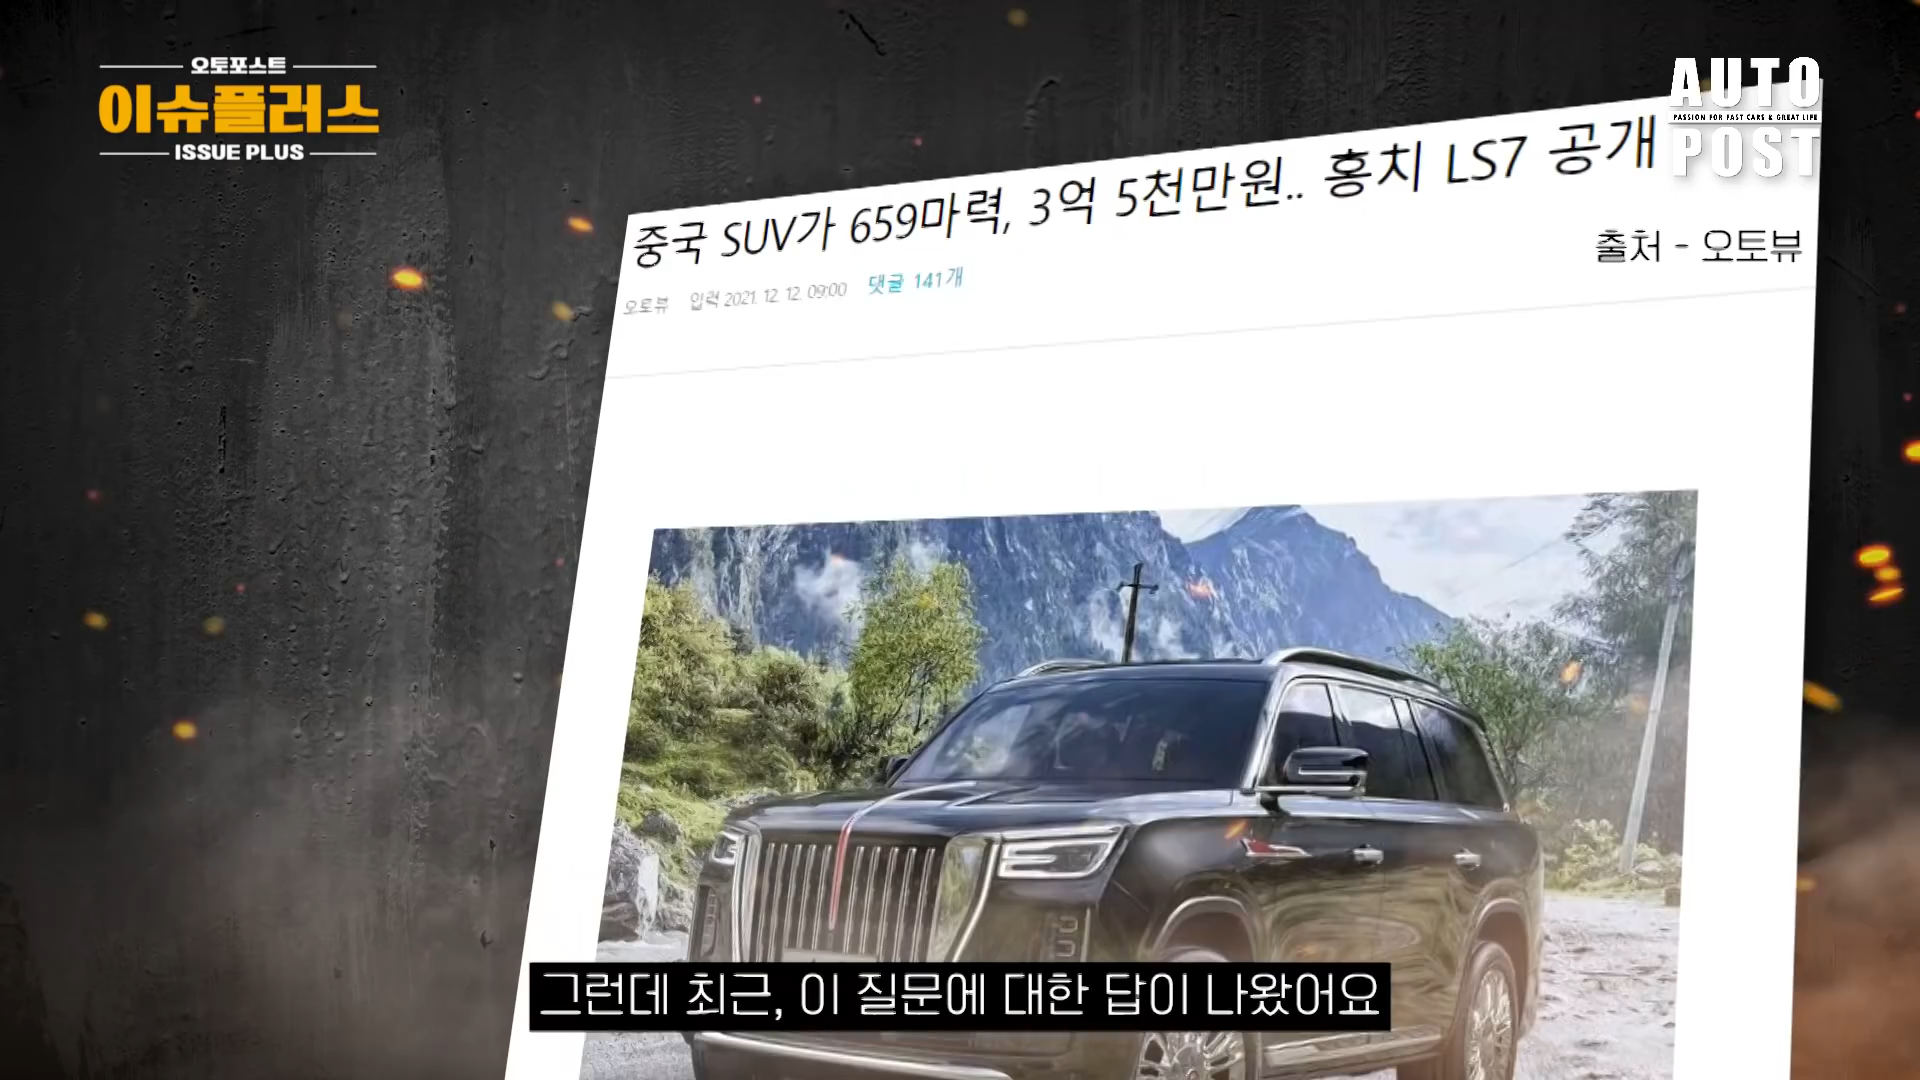 오토포스트
이슈플러스
ISSUE PLUS
AUTO
PASSION FOR FAST CARS & GREAT LIFE
POST
중국 SUV가 659마력, 3억 5천만원.. 홍치 LS7 공개
출처 - 오토뷰
오토뷰 입력 2021. 12. 12. 09:00 댓글 141개
그런데 최근, 이 질문에 대한 답이 나왔어요